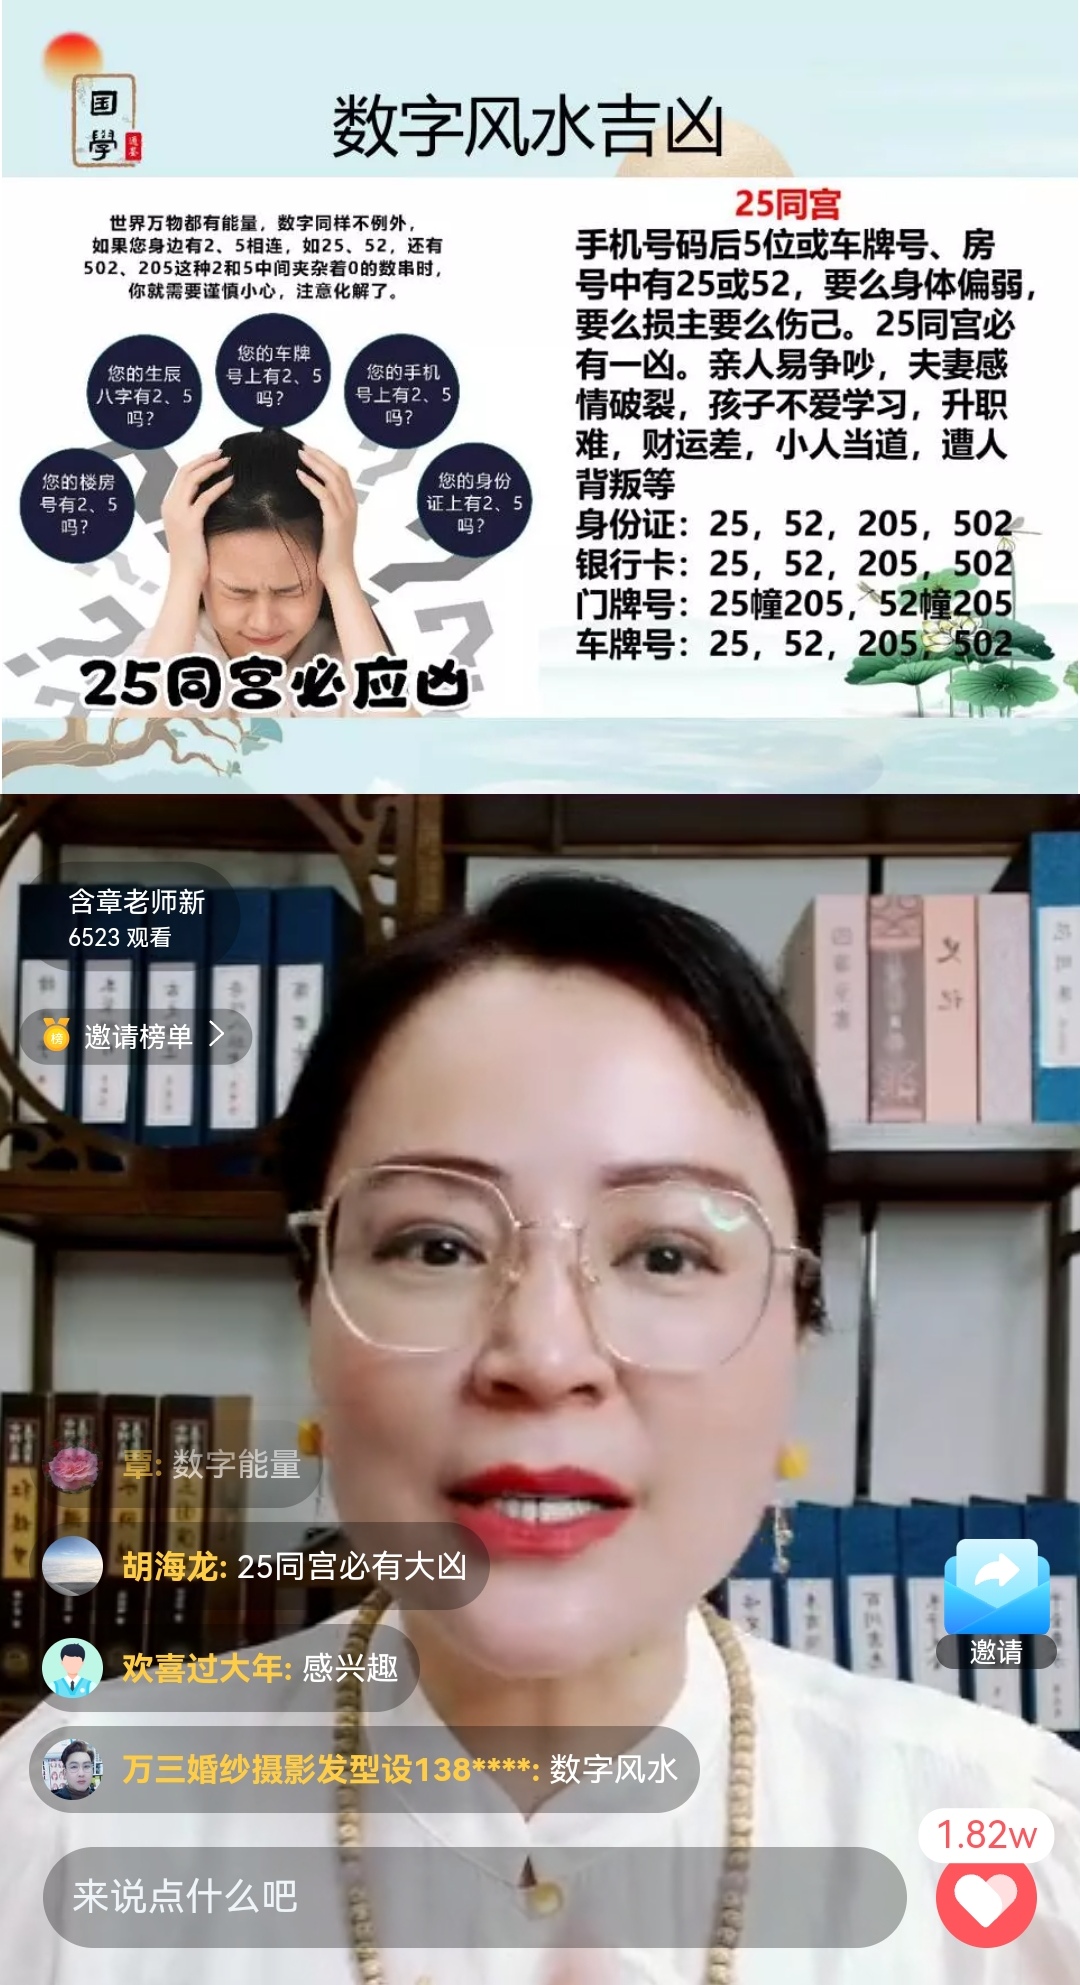 国
學
数字风水吉凶
世界万物都有能量，数字同样不例外，
如果您身边有2、5相连，如25、52，还有
502、205这种2和5中间夹杂着0的数串时，
你就需要谨慎小心，注意化解了。
您的楼房
号有2、5
吗？
您的生辰
八字有2、5
吗？
您的车牌
号上有2、5
吗？
您的手机
号上有2、5
吗？
您的身份
证上有2、5
吗？
25同宫必应凶
25同宫
手机号码后5位或车牌号、房
号中有25或52，要么身体偏弱，
要么损主要么伤己。25同宫必
有一凶。亲人易争吵，夫妻感
情破裂，孩子不爱学习，升职
难，财运差，小人当道，遭人
背叛等
身份证：25，52，205，502
银行卡：25，52，205，502
门牌号：25幢205，52幢205
车牌号：25，52，205，502
含章老师新
6523 观看
榜
邀请榜单
覃: 数字能量
胡海龙: 25同宫必有大凶
欢喜过大年: 感兴趣
万三婚纱摄影发型设138****: 数字风水
邀请
1.82w
来说点什么吧